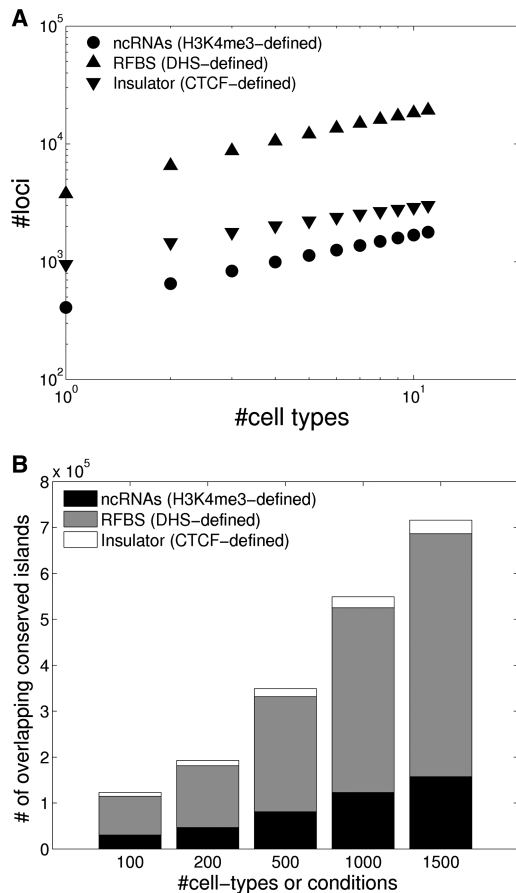 A
10^5
ncRNAs (H3K4me3-defined)
RFBS (DHS-defined)
Insulator (CTCF-defined)
10^4
#loci
10^3
10^2
10^0
10^1
#cell types
B
x 10^5
8
ncRNAs (H3K4me3-defined)
RFBS (DHS-defined)
Insulator (CTCF-defined)
7
6
5
4
3
2
1
0
# of overlapping conserved islands
100 200 500 1000 1500
#cell-types or conditions